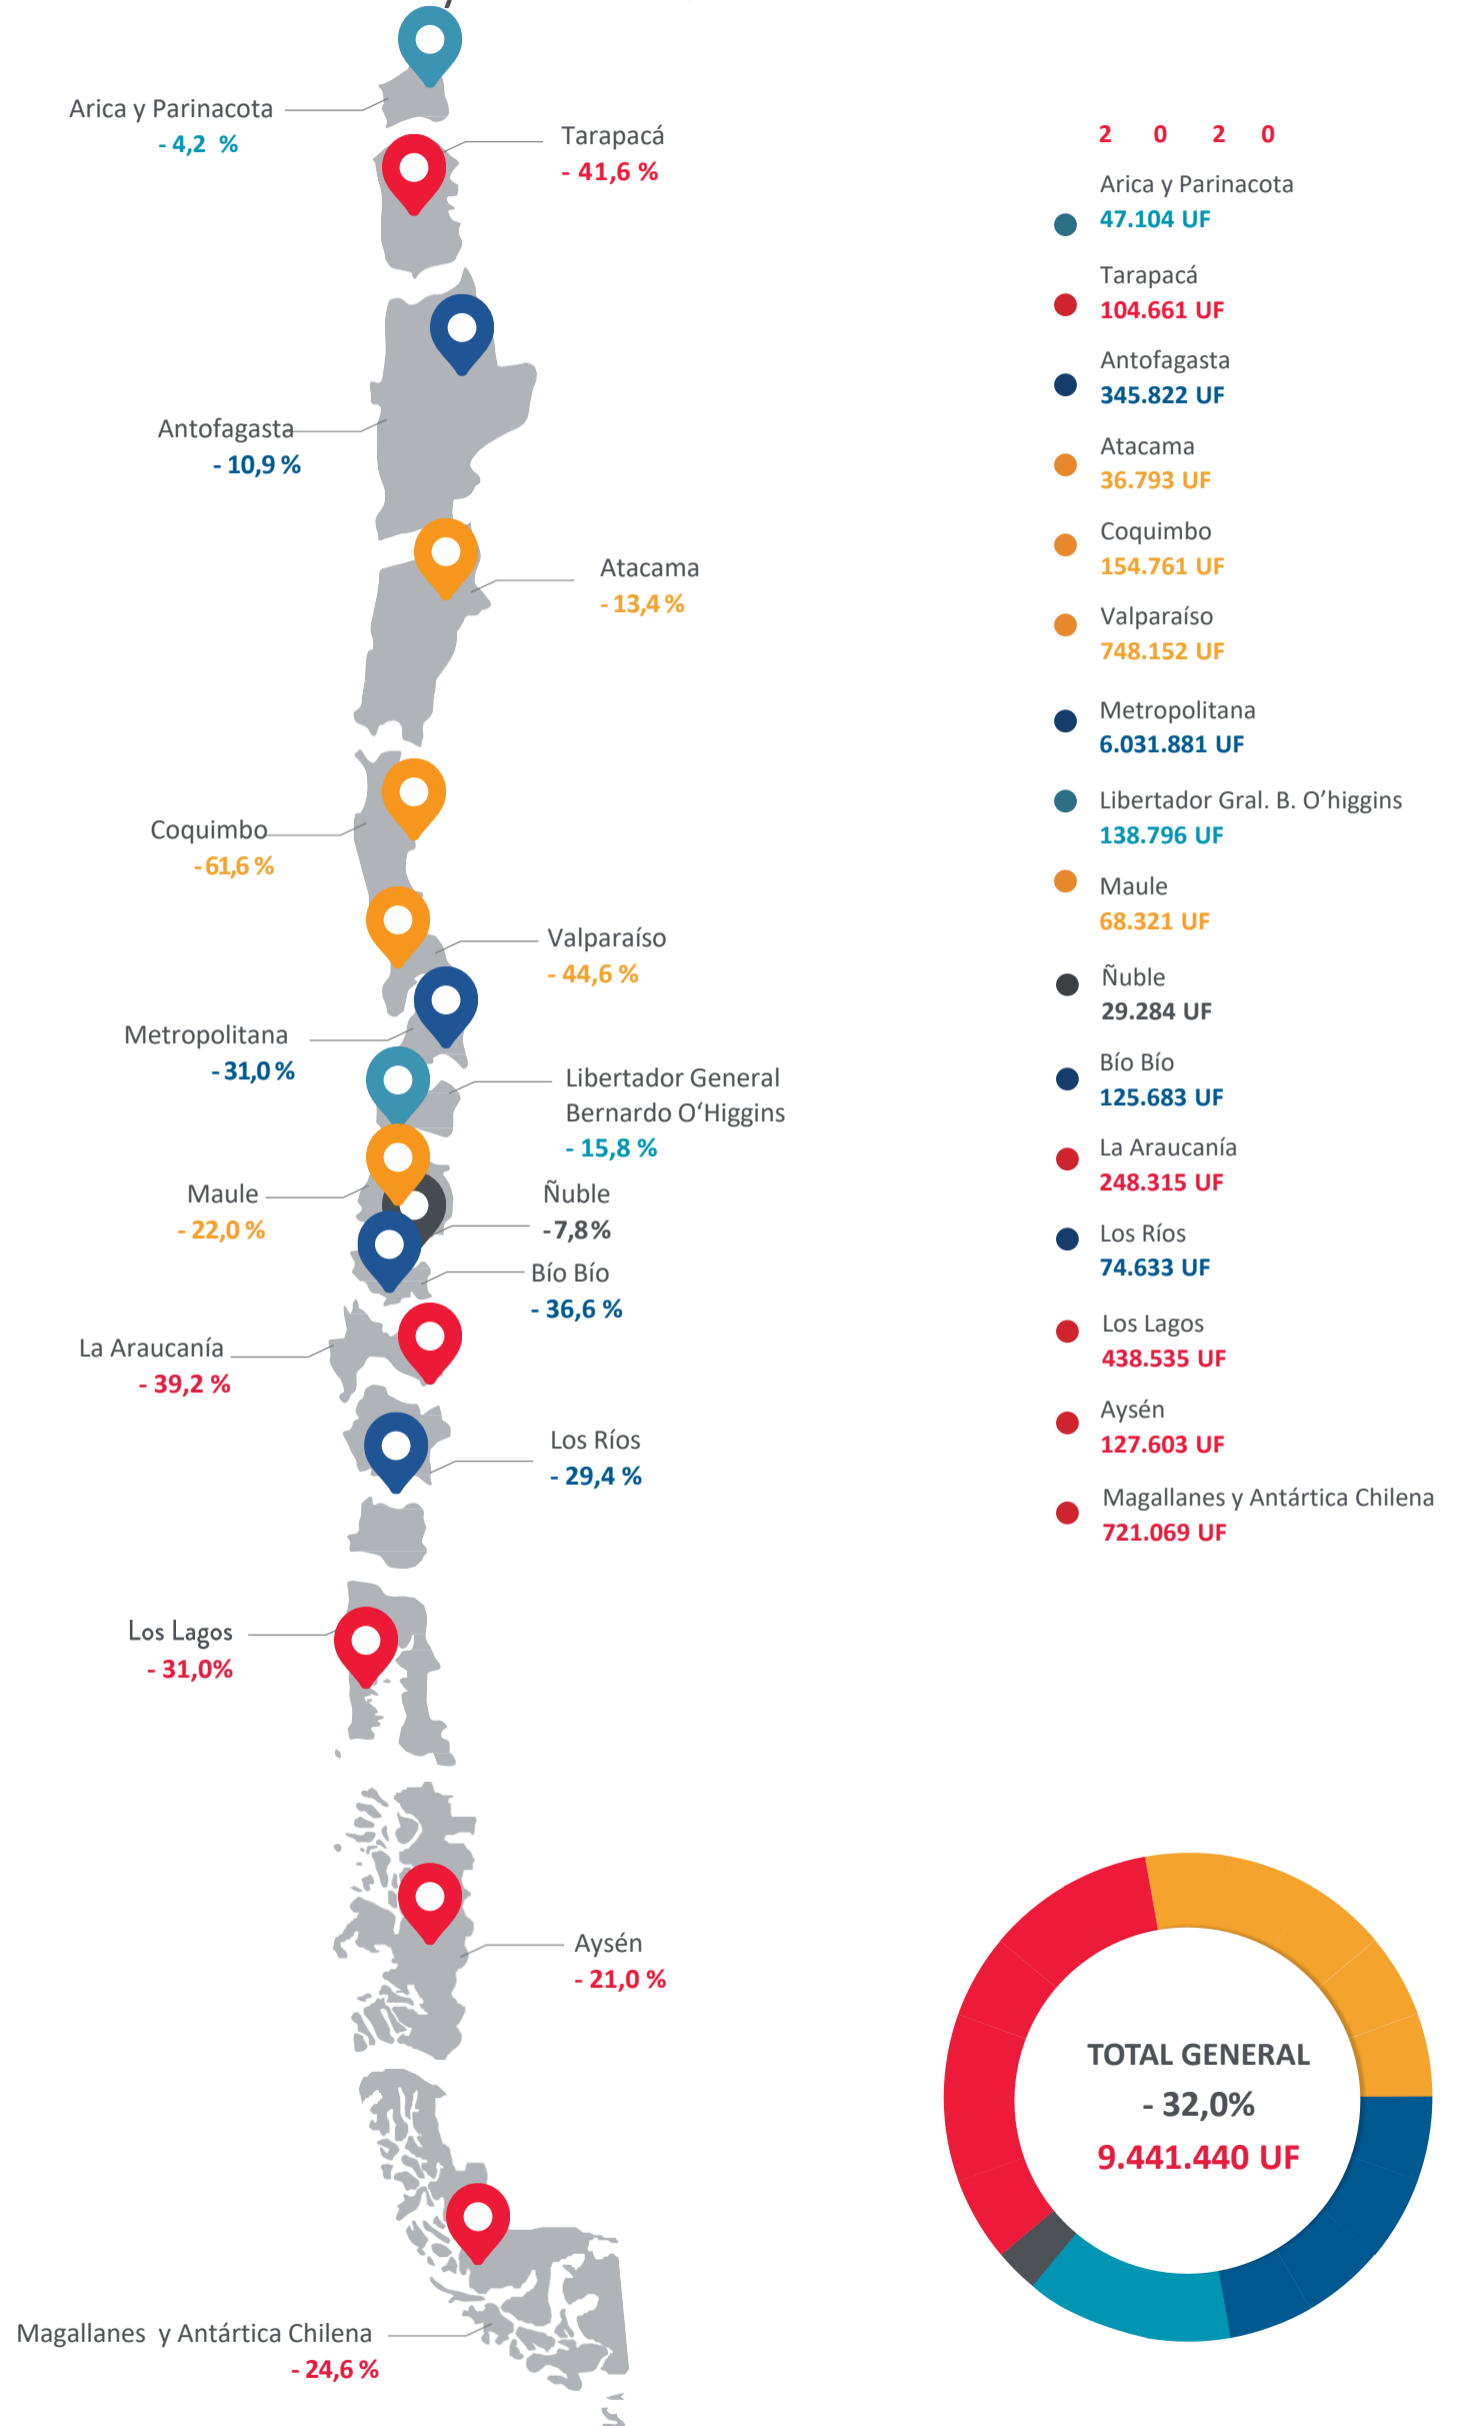 Arica y Parinacota
- 4,2 %
Tarapacá
- 41,6 %
Antofagasta
- 10,9 %
Atacama
- 13,4 %
Coquimbo
- 61,6 %
Valparaíso
- 44,6 %
Metropolitana
- 31,0 %
Libertador General
Bernardo O‘Higgins
- 15,8 %
Maule
- 22,0 %
Ñuble
- 7,8%
Bío Bío
- 36,6 %
La Araucanía
- 39,2 %
Los Ríos
- 29,4 %
Los Lagos
- 31,0%
Aysén
- 21,0 %
Magallanes y Antártica Chilena
- 24,6 %
2 0 2 0
Arica y Parinacota
47.104 UF
Tarapacá
104.661 UF
Antofagasta
345.822 UF
Atacama
36.793 UF
Coquimbo
154.761 UF
Valparaíso
748.152 UF
Metropolitana
6.031.881 UF
Libertador Gral. B. O’higgins
138.796 UF
Maule
68.321 UF
Ñuble
29.284 UF
Bío Bío
125.683 UF
La Araucanía
248.315 UF
Los Ríos
74.633 UF
Los Lagos
438.535 UF
Aysén
127.603 UF
Magallanes y Antártica Chilena
721.069 UF
TOTAL GENERAL
- 32,0%
9.441.440 UF